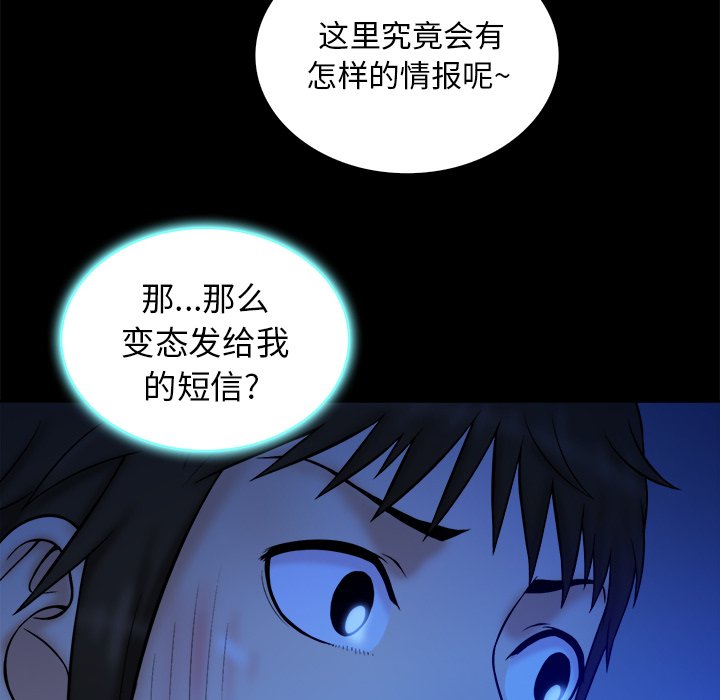 这里究竟会有
怎样的情报呢~
那...那么
变态发给我
的短信?